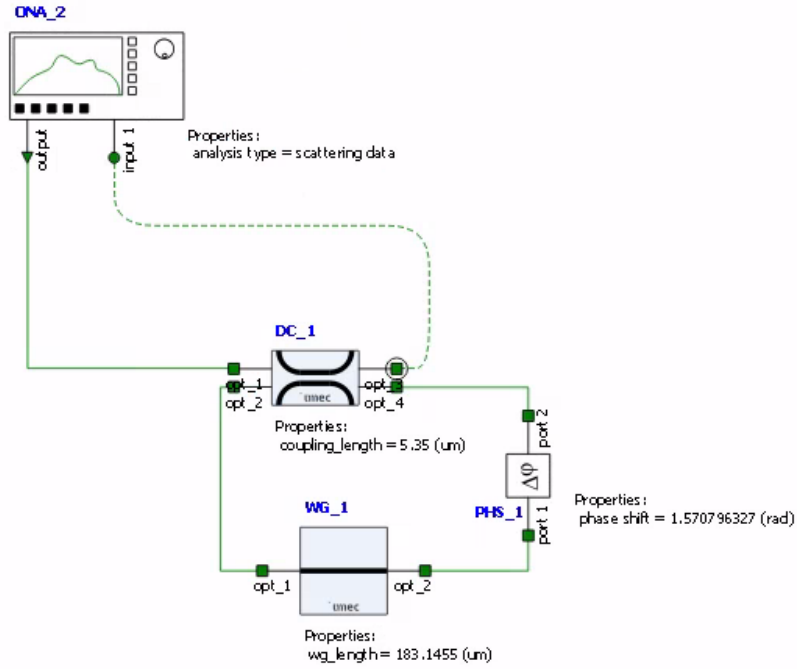 ONA_2
output
input 1
Properties:
analysis type = scattering data
DC_1
opt_1
opt_2
opt_4
imec
Properties:
coupling_length = 5.35 (um)
port 2
Δφ
PHS_1
port 1
Properties:
phase shift = 1.570796327 (rad)
WG_1
opt_1
opt_2
imec
Properties:
wg_length = 183.1455 (um)